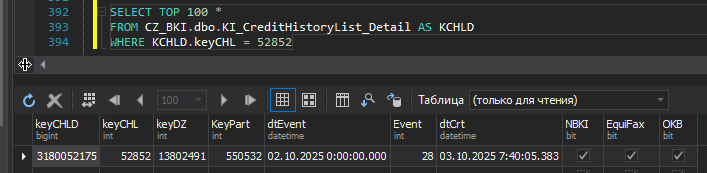 392 SELECT TOP 100 *
393 FROM CZ_BKI.dbo.KI_CreditHistoryList_Detail AS KCHLD
394 WHERE KCHLD.keyCHL = 52852
100 Таблица (только для чтения)
keyCHLD keyCHL keyDZ KeyPart dtEvent Event dtCrt NBKI EquiFax OKB
bigint int int int datetime int datetime bit bit bit
3180052175 52852 13802491 550532 02.10.2025 0:00:00.000 28 03.10.2025 7:40:05.383